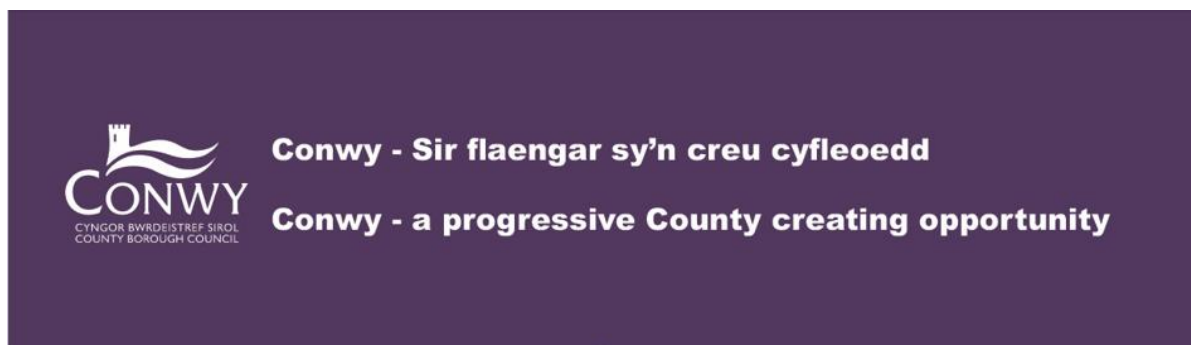 CONWY
CYNGOR BWRDEISTREF SIROL
COUNTY BOROUGH COUNCIL
Conwy - Sir flaengar sy’n creu cyfleoedd
Conwy - a progressive County creating opportunity